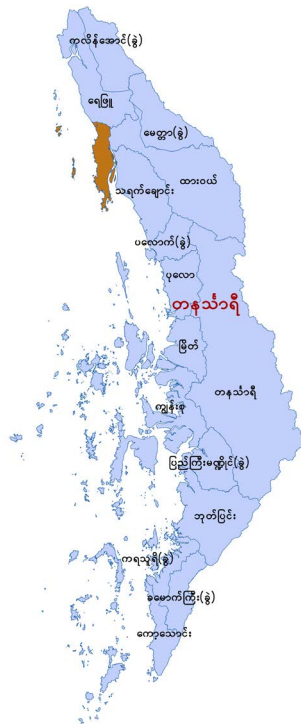 ကလိန်အောင်(ခွဲ)
ရေဖြူ
မေတ္တာ(ခွဲ)
ထားဝယ်
သရက်ချောင်း
ပလောက်(ခွဲ)
ပုလော
တနင်္သာရီ
မြိတ်
တနင်္သာရီ
ကျွန်းစု
ပြည်ကြီးမဏ္ဍိုင်(ခွဲ)
ဘုတ်ပြင်း
ကရသူရိ(ခွဲ)
ခမောက်ကြီး(ခွဲ)
ကော့သောင်း